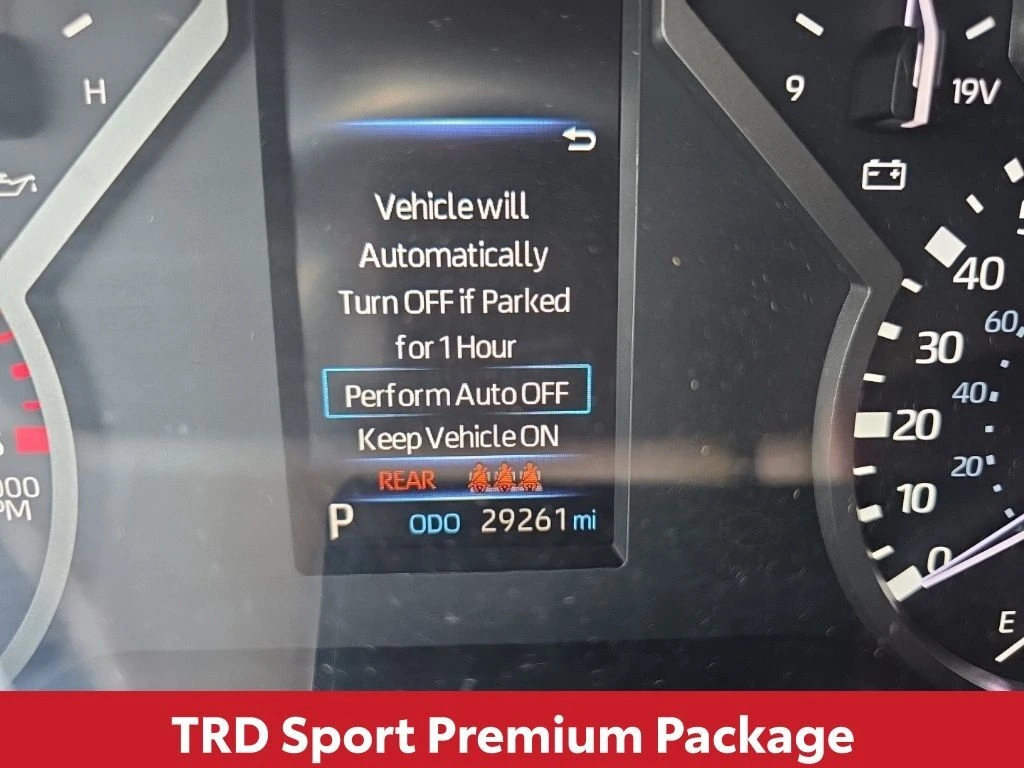 H
9
19V
Vehicle will
Automatically
Turn OFF if Parked
for 1 Hour
Perform Auto OFF
Keep Vehicle ON
REAR
P ODO 29261 mi
40
60
30
40
20
20
10
0
E
TRD Sport Premium Package